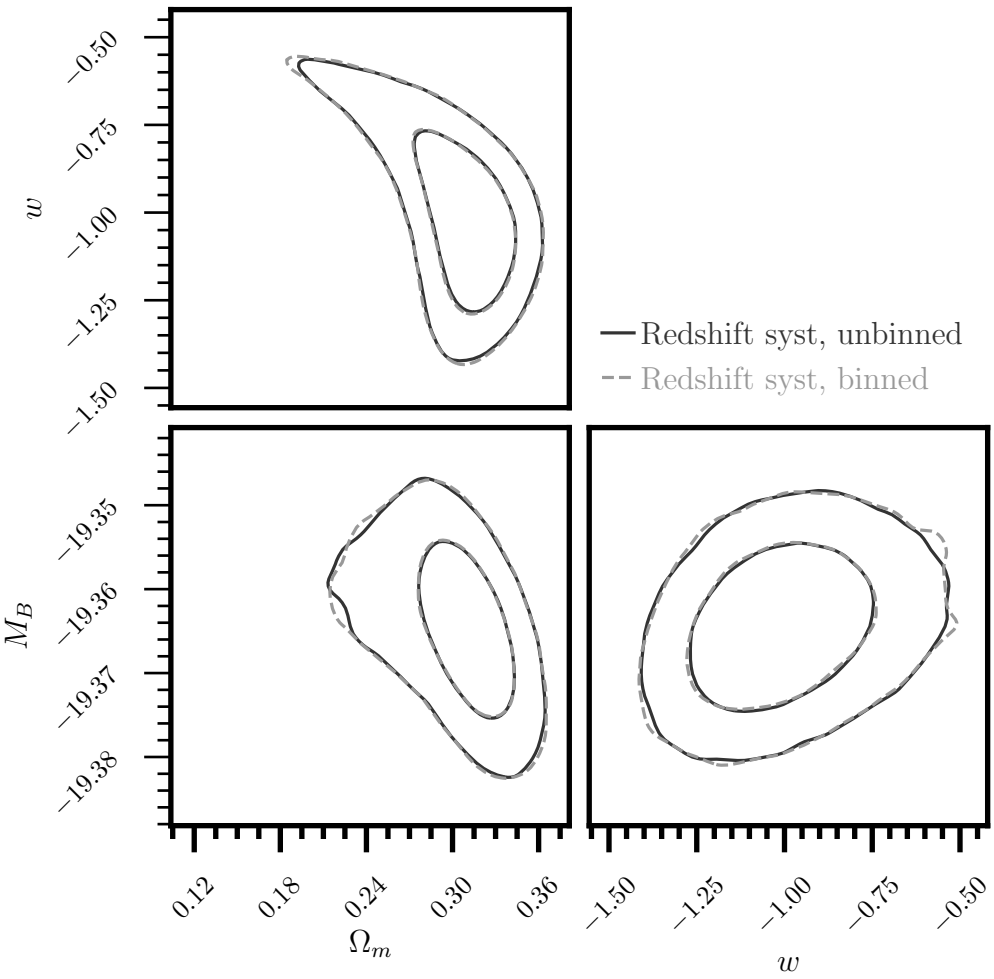 −0.50
−0.75
−1.00
−1.25
−1.50
w
Redshift syst, unbinned
Redshift syst, binned
−19.35
−19.36
−19.37
−19.38
M_B
0.12 0.18 0.24 0.30 0.36
Ω_m
−1.50 −1.25 −1.00 −0.75 −0.50
w